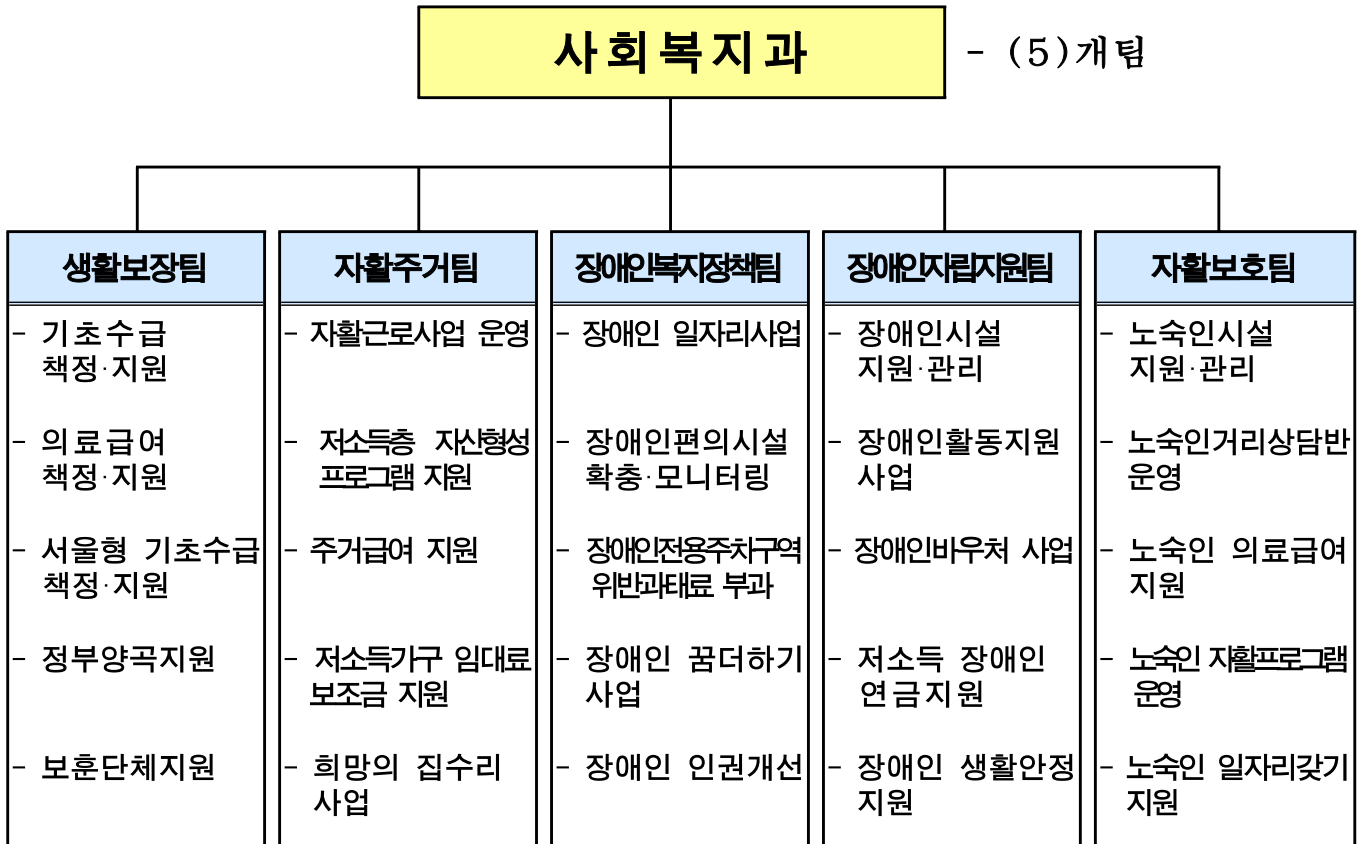 사회복지과 - (5)개팀
생활보장팀
- 기초수급
책정·지원
- 의료급여
책정·지원
- 서울형 기초수급
책정·지원
- 정부양곡지원
- 보훈단체지원
자활주거팀
- 자활근로사업 운영
- 저소득층 자산형성
프로그램 지원
- 주거급여 지원
- 저소득가구 임대료
보조금 지원
- 희망의 집수리
사업
장애인복지정책팀
- 장애인 일자리사업
- 장애인편의시설
확충·모니터링
- 장애인전용주차구역
위반과태료 부과
- 장애인 꿈더하기
사업
- 장애인 인권개선
장애인자립지원팀
- 장애인시설
지원·관리
- 장애인활동지원
사업
- 장애인바우처 사업
- 저소득 장애인
연금지원
- 장애인 생활안정
지원
자활보호팀
- 노숙인시설
지원·관리
- 노숙인거리상담반
운영
- 노숙인 의료급여
지원
- 노숙인 자활프로그램
운영
- 노숙인 일자리갖기
지원